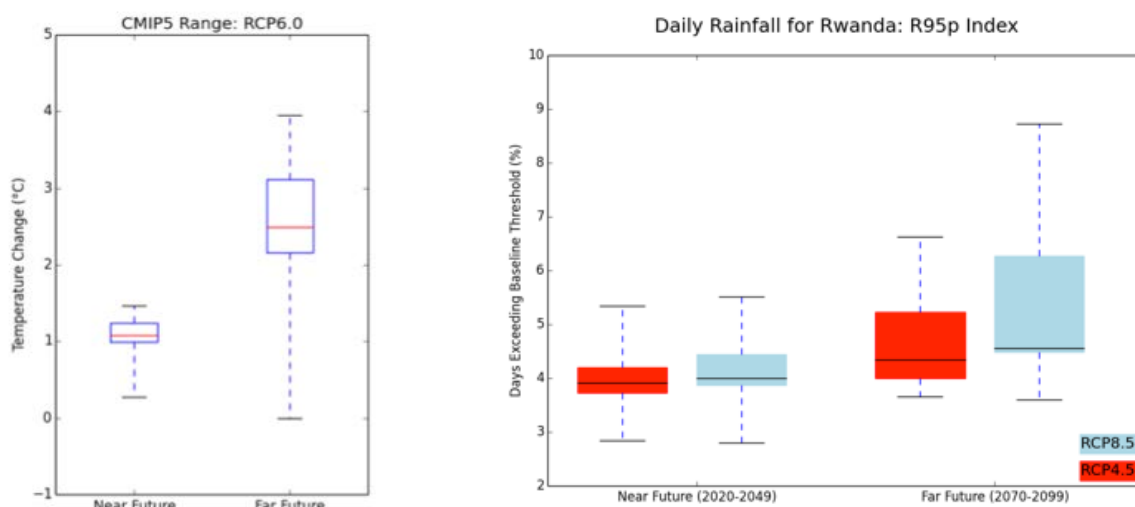 CMIP5 Range: RCP6.0
5
4
3
2
1
0
−1
Temperature Change (°C)
Near Future
Far Future
Daily Rainfall for Rwanda: R95p Index
10
9
8
7
6
5
4
3
2
Days Exceeding Baseline Threshold (%)
RCP8.5
RCP4.5
Near Future (2020-2049)
Far Future (2070-2099)